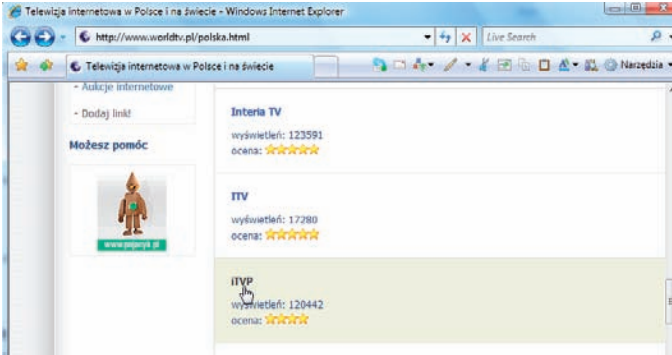 Telewizja internetowa w Polsce i na świecie - Windows Internet Explorer
http://www.worldtv.pl/polska.html
Live Search
Telewizja internetowa w Polsce i na świecie
Narzędzia
- Aukcje internetowe
- Dodaj link!
Możesz pomóc
www.pajacyk.pl
Interia TV
wyświetleń: 123591
ocena:
ITV
wyświetleń: 17280
ocena:
iTVP
wyświetleń: 120442
ocena: